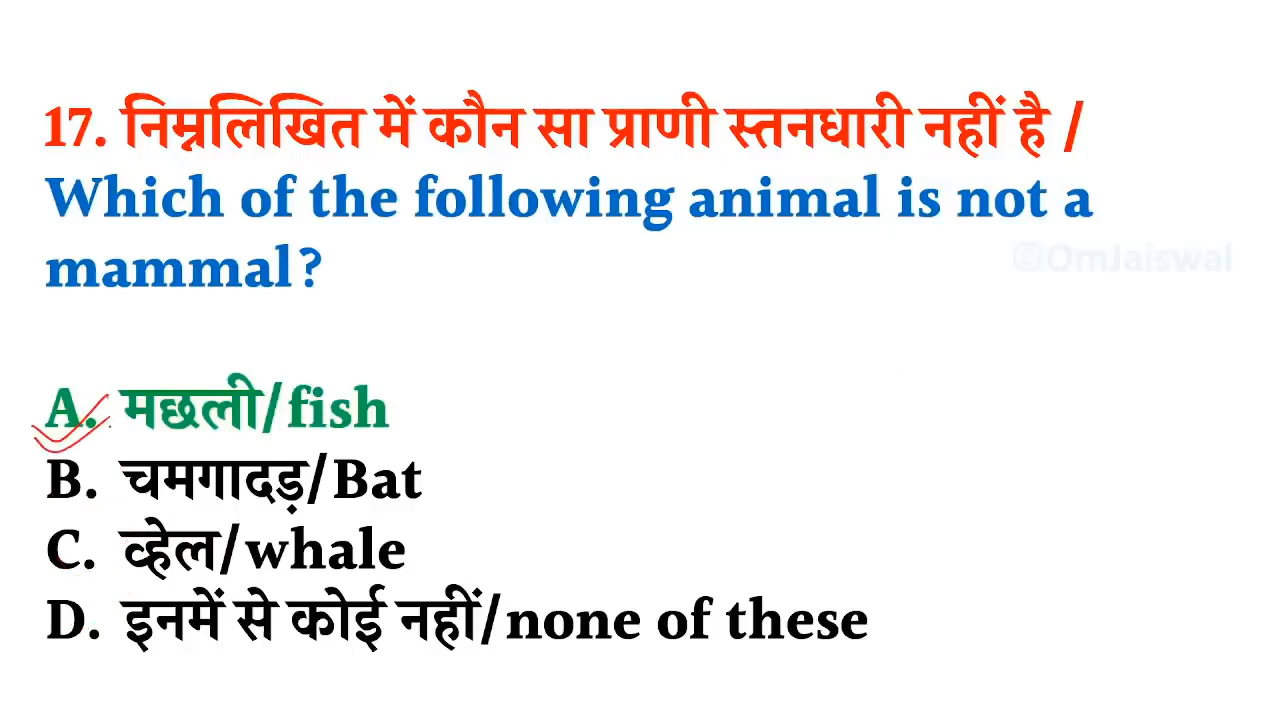 17. निम्नलिखित में कौन सा प्राणी स्तनधारी नहीं है /
Which of the following animal is not a
mammal?
©OmJaiswal
A. मछली/fish
B. चमगादड़/Bat
C. व्हेल/whale
D. इनमें से कोई नहीं/none of these